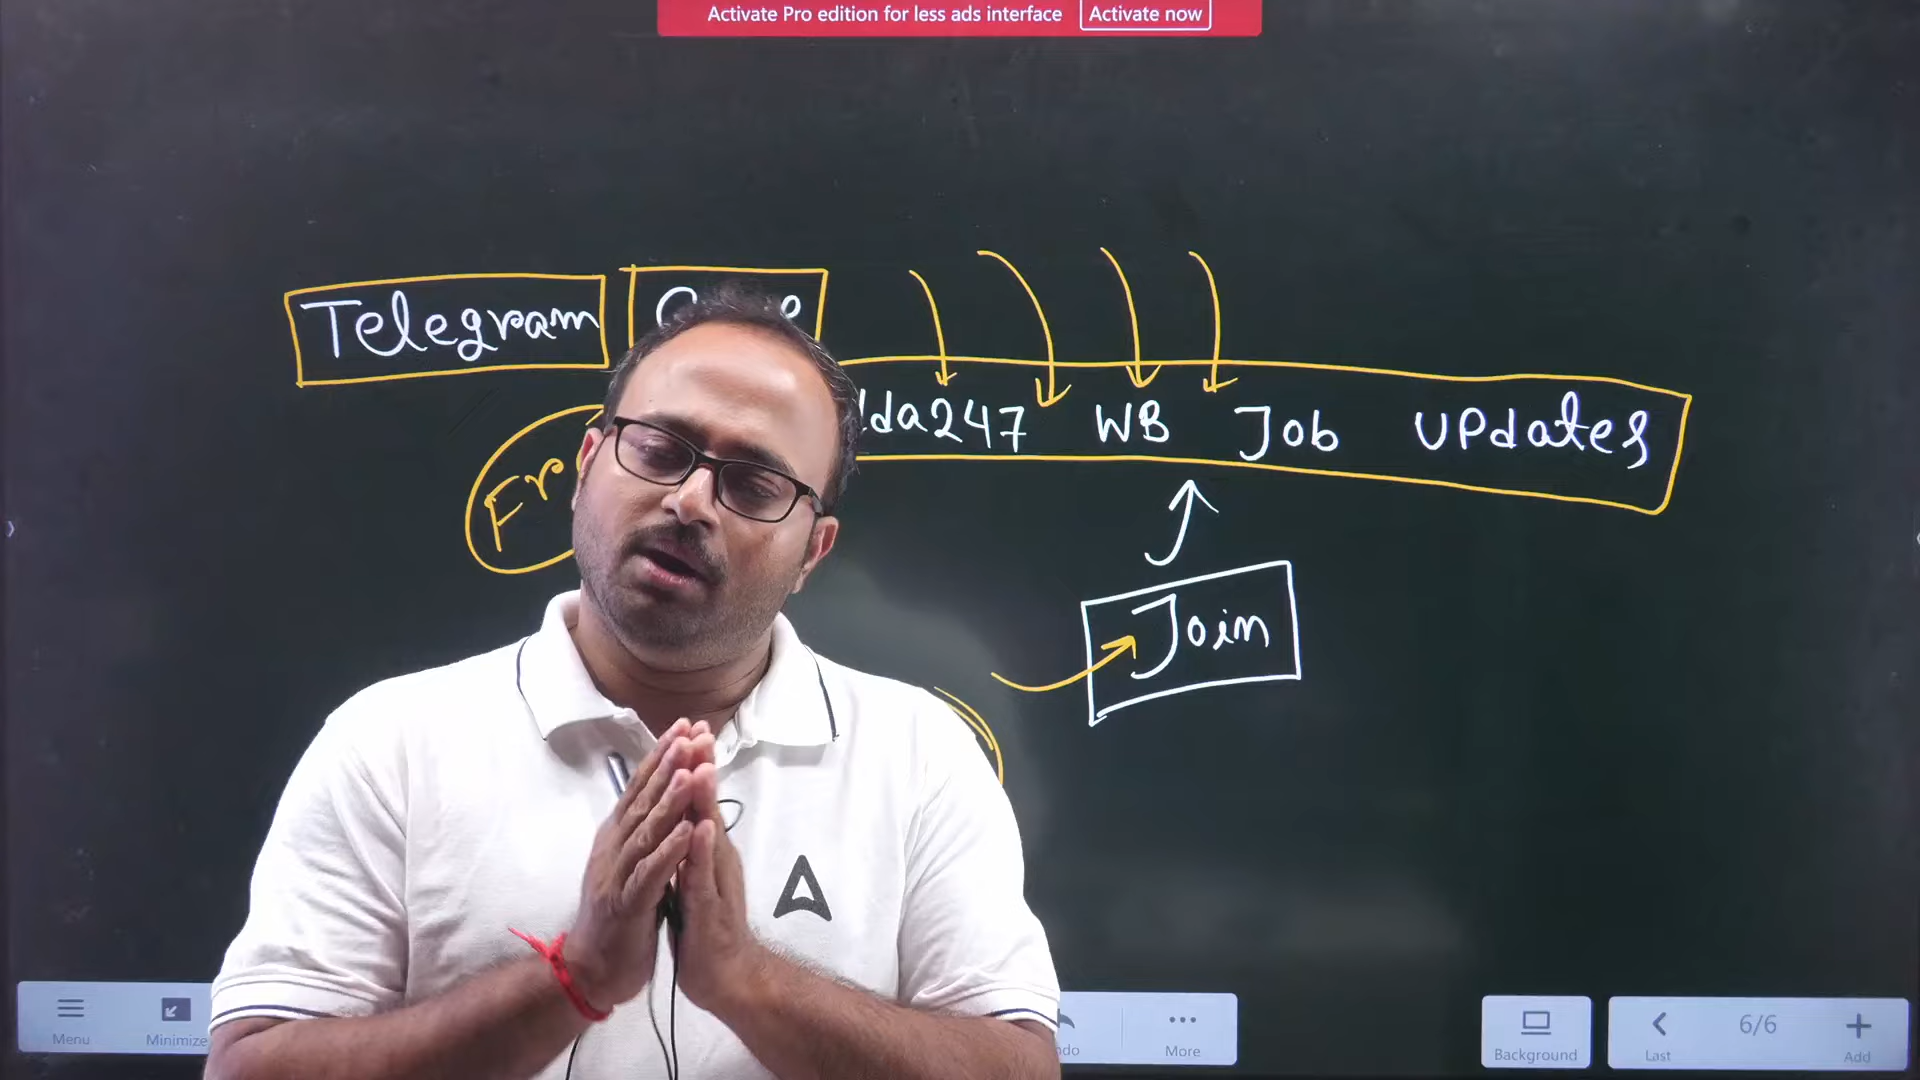 Activate Pro edition for less ads interface Activate now
Telegram
WB Job UPdates
Join
Menu Minimize More Background Last 6/6 Add